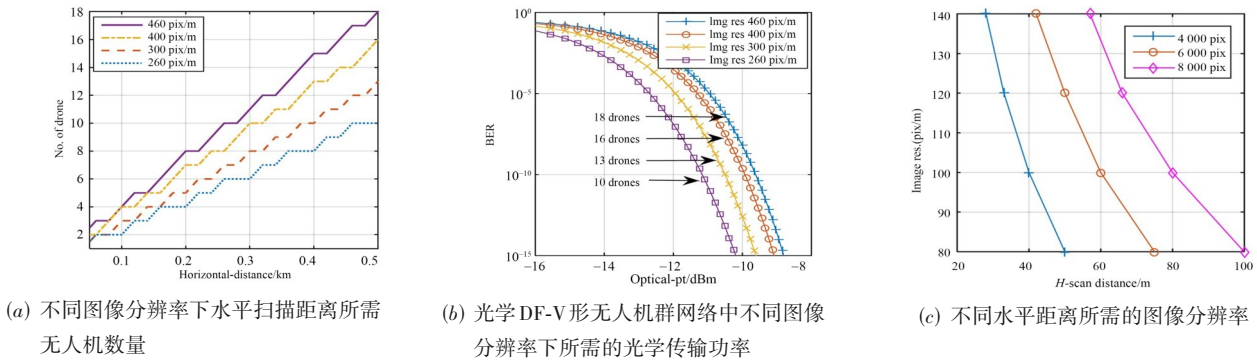 460 pix/m
400 pix/m
300 pix/m
260 pix/m
18
16
14
12
10
8
6
4
2
No. of drone
0.1 0.2 0.3 0.4 0.5
Horizontal-distance/km
(a) 不同图像分辨率下水平扫描距离所需
无人机数量
lmg res 460 pix/m
lmg res 400 pix/m
lmg res 300 pix/m
lmg res 260 pix/m
10⁰
10⁻⁵
10⁻¹⁰
10⁻¹⁵
BER
18 drones
16 drones
13 drones
10 drones
−16 −14 −12 −10 −8
Optical-pt/dBm
(b) 光学DF-V形无人机群网络中不同图像
分辨率下所需的光学传输功率
4 000 pix
6 000 pix
8 000 pix
140
130
120
110
100
90
80
Image res.(pix/m)
20 40 60 80 100
H-scan distance/m
(c) 不同水平距离所需的图像分辨率